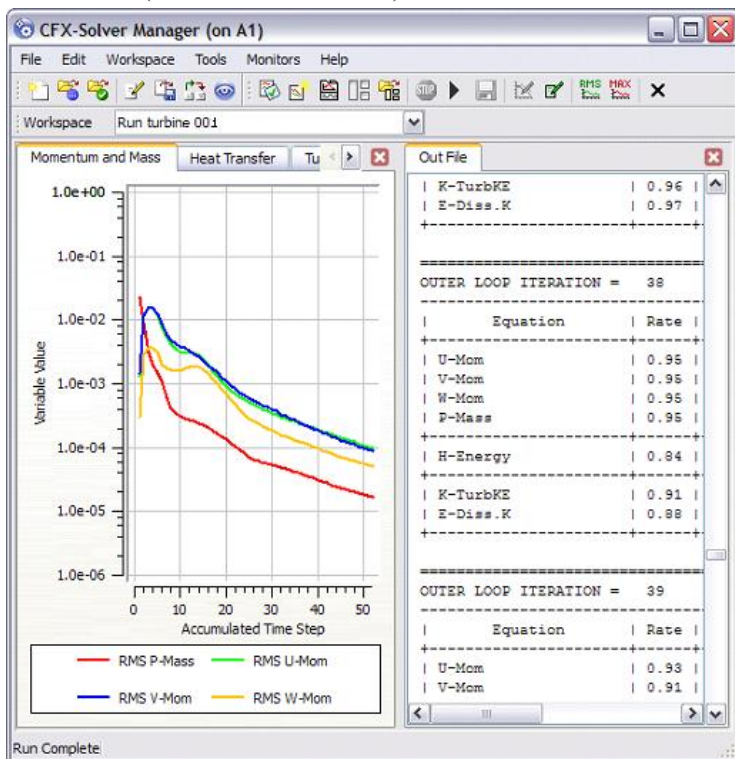 CFX-Solver Manager (on A1)
File Edit Workspace Tools Monitors Help
STOP RMS MAX
Workspace Run turbine 001
Momentum and Mass Heat Transfer Tu
1.0e+00
1.0e-01
1.0e-02
1.0e-03
1.0e-04
1.0e-05
1.0e-06
Variable Value
0 10 20 30 40 50
Accumulated Time Step
RMS P-Mass RMS U-Mom
RMS V-Mom RMS W-Mom
Out File
| K-TurbKE | 0.96 |
| E-Diss.K | 0.97 |
+----------------------+------+
======================================
OUTER LOOP ITERATION = 38
--------------------------------------
| Equation | Rate |
+----------------------+------+
| U-Mom | 0.95 |
| V-Mom | 0.95 |
| W-Mom | 0.95 |
| P-Mass | 0.95 |
+----------------------+------+
| H-Energy | 0.84 |
+----------------------+------+
| K-TurbKE | 0.91 |
| E-Diss.K | 0.88 |
+----------------------+------+
======================================
OUTER LOOP ITERATION = 39
--------------------------------------
| Equation | Rate |
+----------------------+------+
| U-Mom | 0.93 |
| V-Mom | 0.91 |
Run Complete